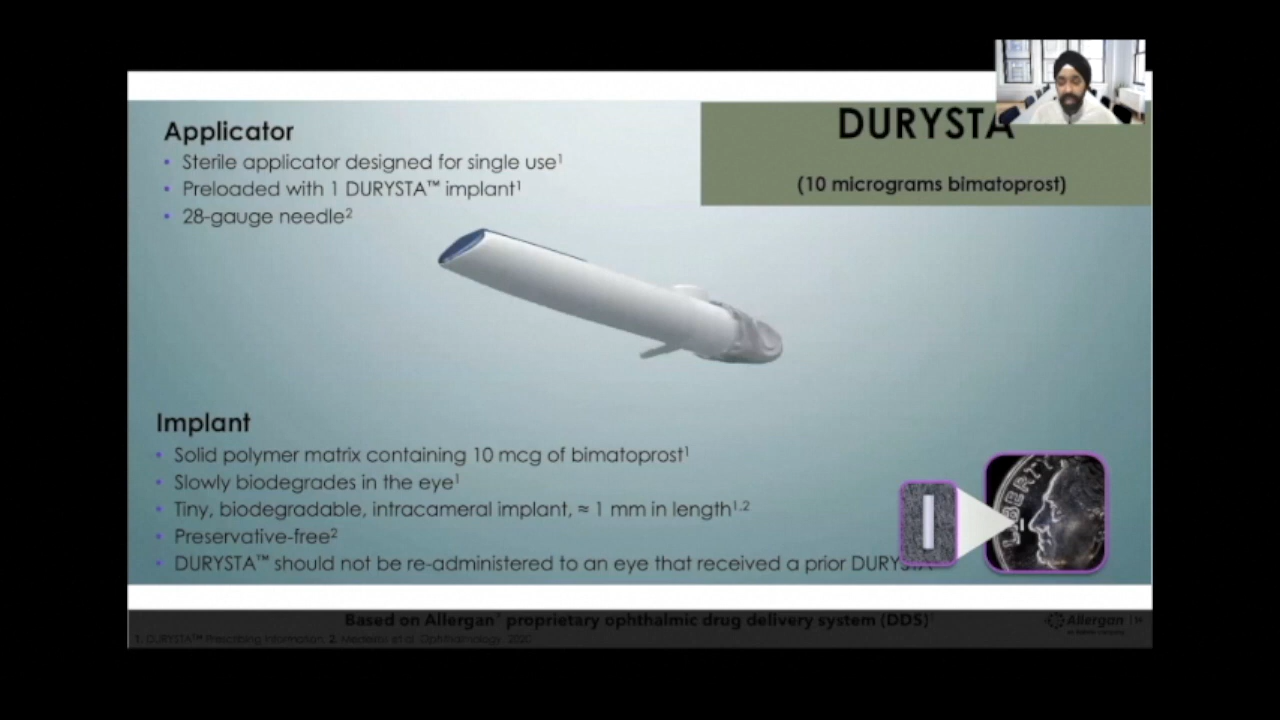 Applicator
• Sterile applicator designed for single use¹
• Preloaded with 1 DURYSTA™ implant¹
• 28-gauge needle²
DURYSTA
(10 micrograms bimatoprost)
Implant
• Solid polymer matrix containing 10 mcg of bimatoprost¹
• Slowly biodegrades in the eye¹
• Tiny, biodegradable, intracameral implant, ≈ 1 mm in length¹·²
• Preservative-free²
• DURYSTA™ should not be re-administered to an eye that received a prior DURYSTA
LIBERTY
Based on Allergan' proprietary ophthalmic drug delivery system (DDS)¹
Allergan
1. DURYSTA™ Prescribing Information. 2. et al. Ophthalmology. 2020